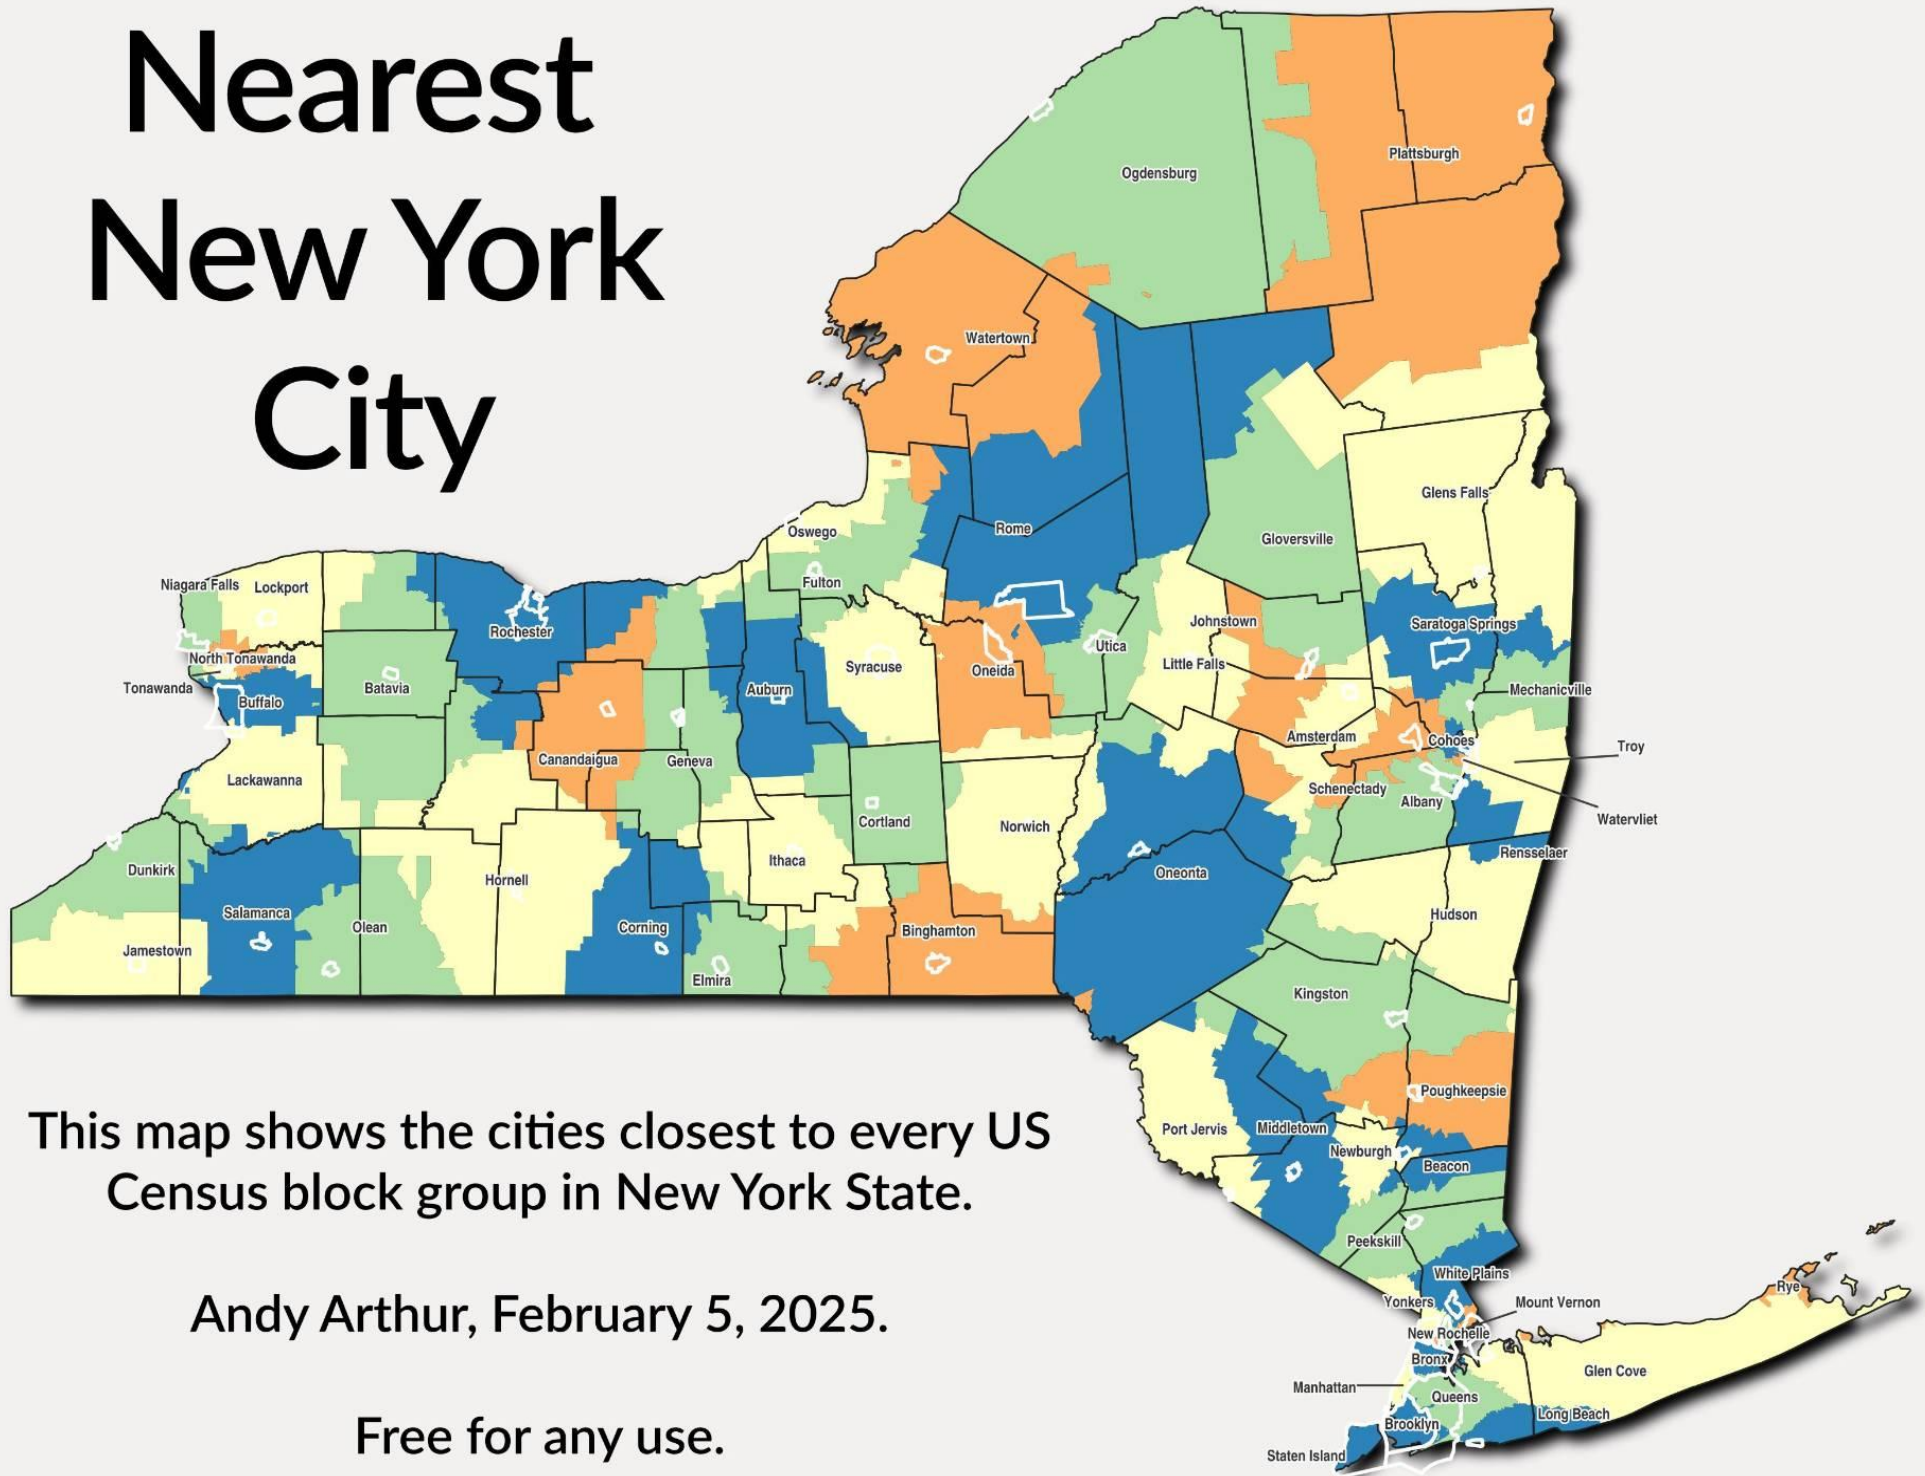 Nearest
New York
City
Ogdensburg
Plattsburgh
Watertown
Glens Falls
Rome
Oswego
Gloversville
Fulton
Niagara Falls
Lockport
Rochester
Johnstown
Saratoga Springs
Utica
North Tonawanda
Syracuse
Oneida
Little Falls
Tonawanda
Batavia
Auburn
Mechanicville
Buffalo
Amsterdam
Cohoes
Troy
Canandaigua
Geneva
Lackawanna
Schenectady
Albany
Watervliet
Cortland
Norwich
Rensselaer
Dunkirk
Ithaca
Oneonta
Hornell
Salamanca
Olean
Corning
Binghamton
Hudson
Jamestown
Elmira
Kingston
Poughkeepsie
Port Jervis
Middletown
Newburgh
Beacon
This map shows the cities closest to every US
Census block group in New York State.
Peekskill
White Plains
Rye
Yonkers
Mount Vernon
Andy Arthur, February 5, 2025.
New Rochelle
Bronx
Glen Cove
Manhattan
Queens
Long Beach
Brooklyn
Free for any use.
Staten Island